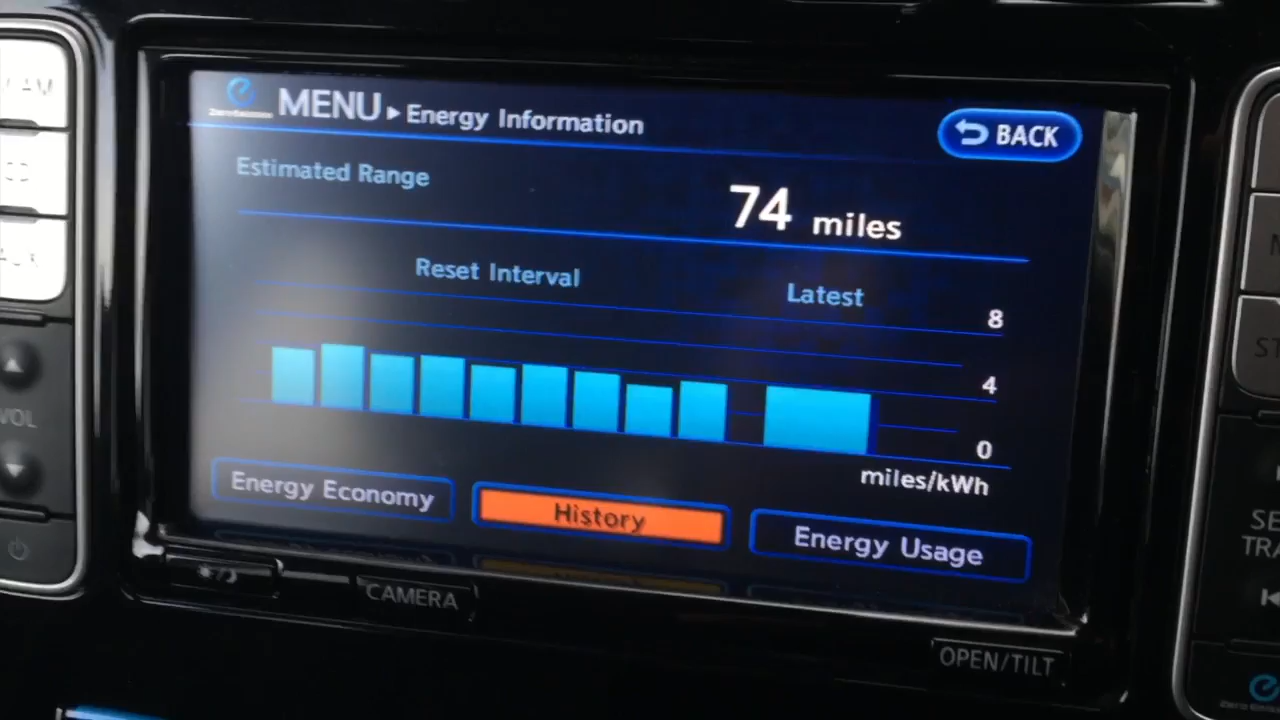 MENU ▸ Energy Information
BACK
Estimated Range
74 miles
Reset Interval
Latest
8
4
0
miles/kWh
Energy Economy
History
Energy Usage
VOL
CAMERA
OPEN/TILT